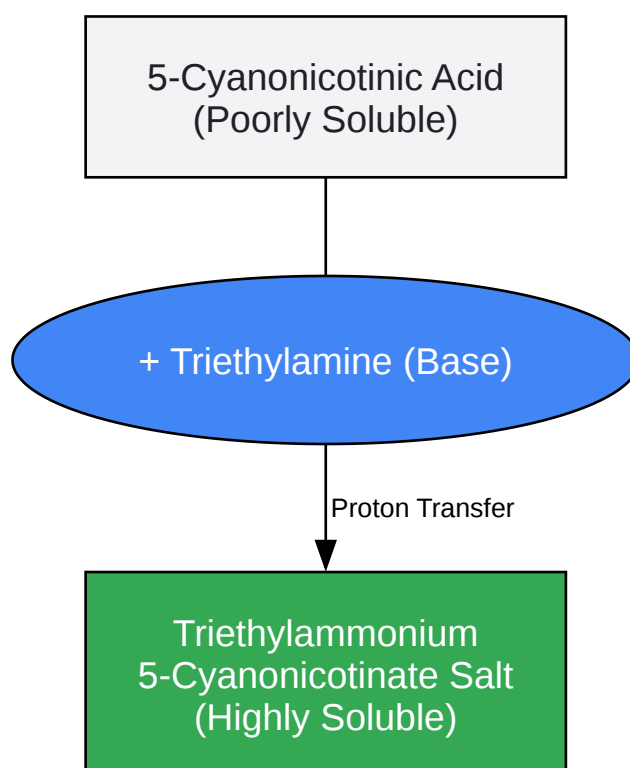 5-Cyanonicotinic Acid
(Poorly Soluble)
+ Triethylamine (Base)
Proton Transfer
Triethylammonium
5-Cyanonicotinate Salt
(Highly Soluble)